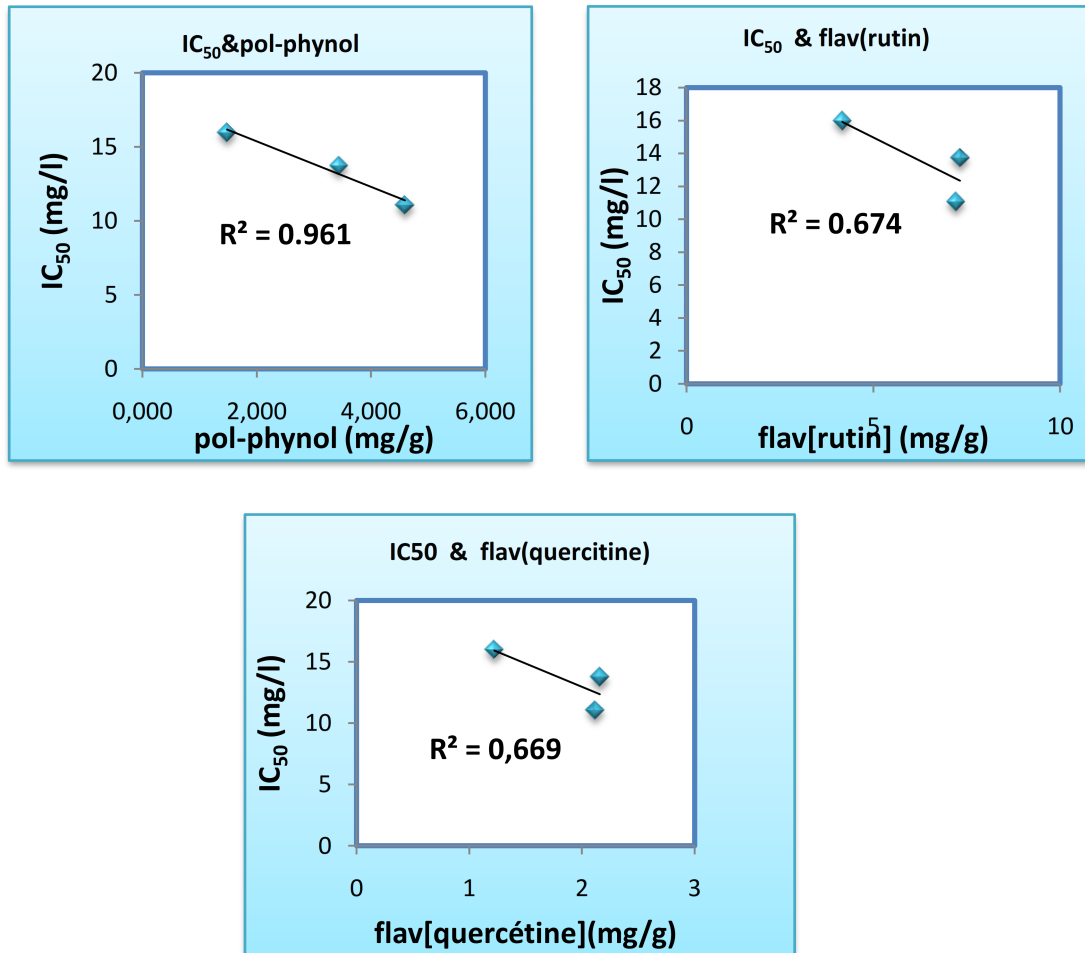 IC₅₀&pol-phynol
20
15
10
5
0
IC₅₀ (mg/l)
R² = 0.961
0,000 2,000 4,000 6,000
pol-phynol (mg/g)
IC₅₀ & flav(rutin)
18
16
14
12
10
8
6
4
2
0
IC₅₀ (mg/l)
R² = 0.674
0 5 10
flav[rutin] (mg/g)
IC50 & flav(quercitine)
20
15
10
5
0
IC₅₀ (mg/l)
R² = 0,669
0 1 2 3
flav[quercétine](mg/g)